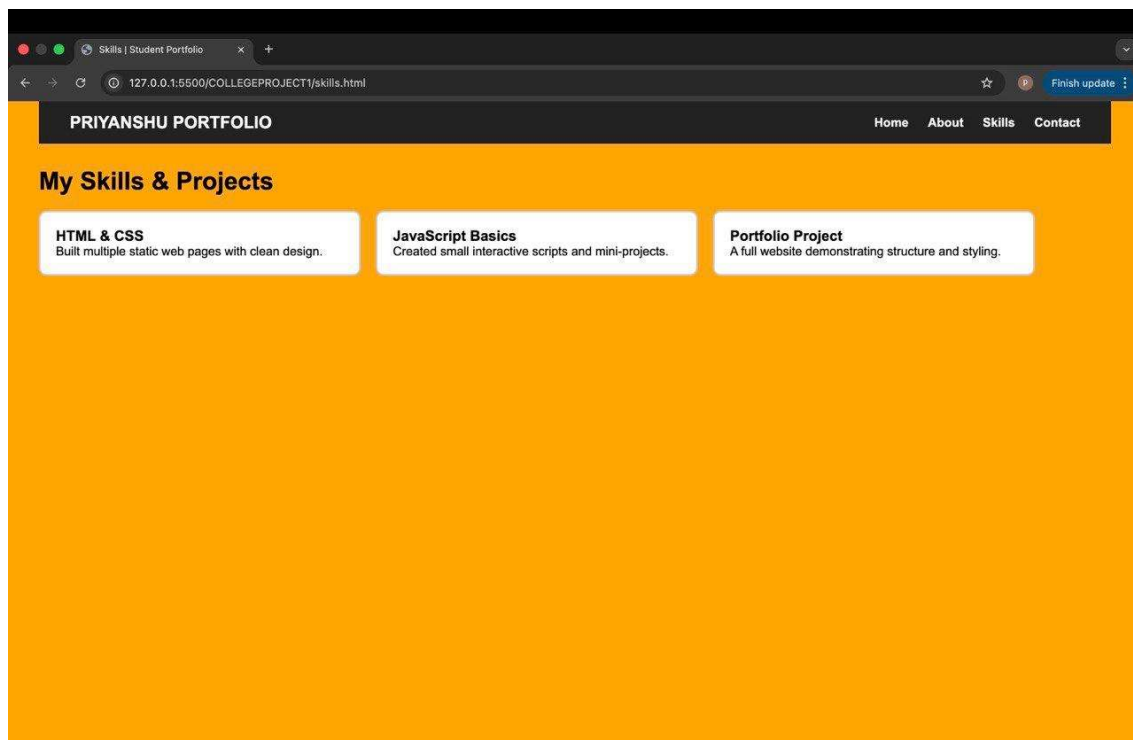 Skills | Student Portfolio
127.0.0.1:5500/COLLEGEPROJECT1/skills.html
P
Finish update
PRIYANSHU PORTFOLIO
Home About Skills Contact
My Skills & Projects
HTML & CSS
Built multiple static web pages with clean design.
JavaScript Basics
Created small interactive scripts and mini-projects.
Portfolio Project
A full website demonstrating structure and styling.